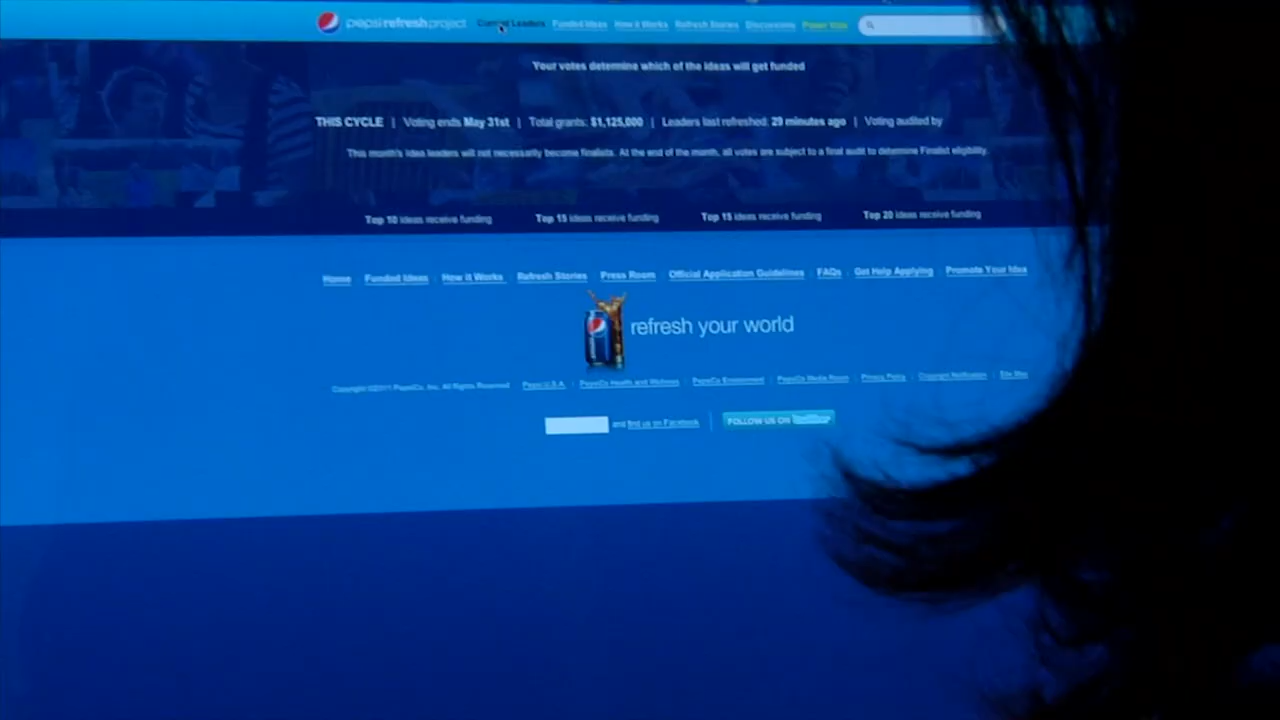 pepsi refresh project Current Leaders Funded Ideas How it Works Refresh Stories Discussions
Your votes determine which of the ideas will get funded
THIS CYCLE | Voting ends May 31st | Total grants: $1,125,000 | Leaders last refreshed: 29 minutes ago | Voting audited by
This month's idea leaders will not necessarily become finalists. At the end of the month, all votes are subject to a final audit to determine Finalist eligibility.
Top 10 ideas receive funding Top 15 ideas receive funding Top 15 ideas receive funding Top 20 ideas receive funding
Home Funded Ideas How it Works Refresh Stories Press Room Official Application Guidelines FAQs Get Help Applying Promote Your Idea
refresh your world
Copyright ©2011 PepsiCo, Inc. All Rights Reserved Pepsi U.S.A. | PepsiCo Health and Wellness | PepsiCo Environment | PepsiCo Media Room | Privacy Policy | Copyright Notification | Site Map
and find us on Facebook | FOLLOW US ON twitter